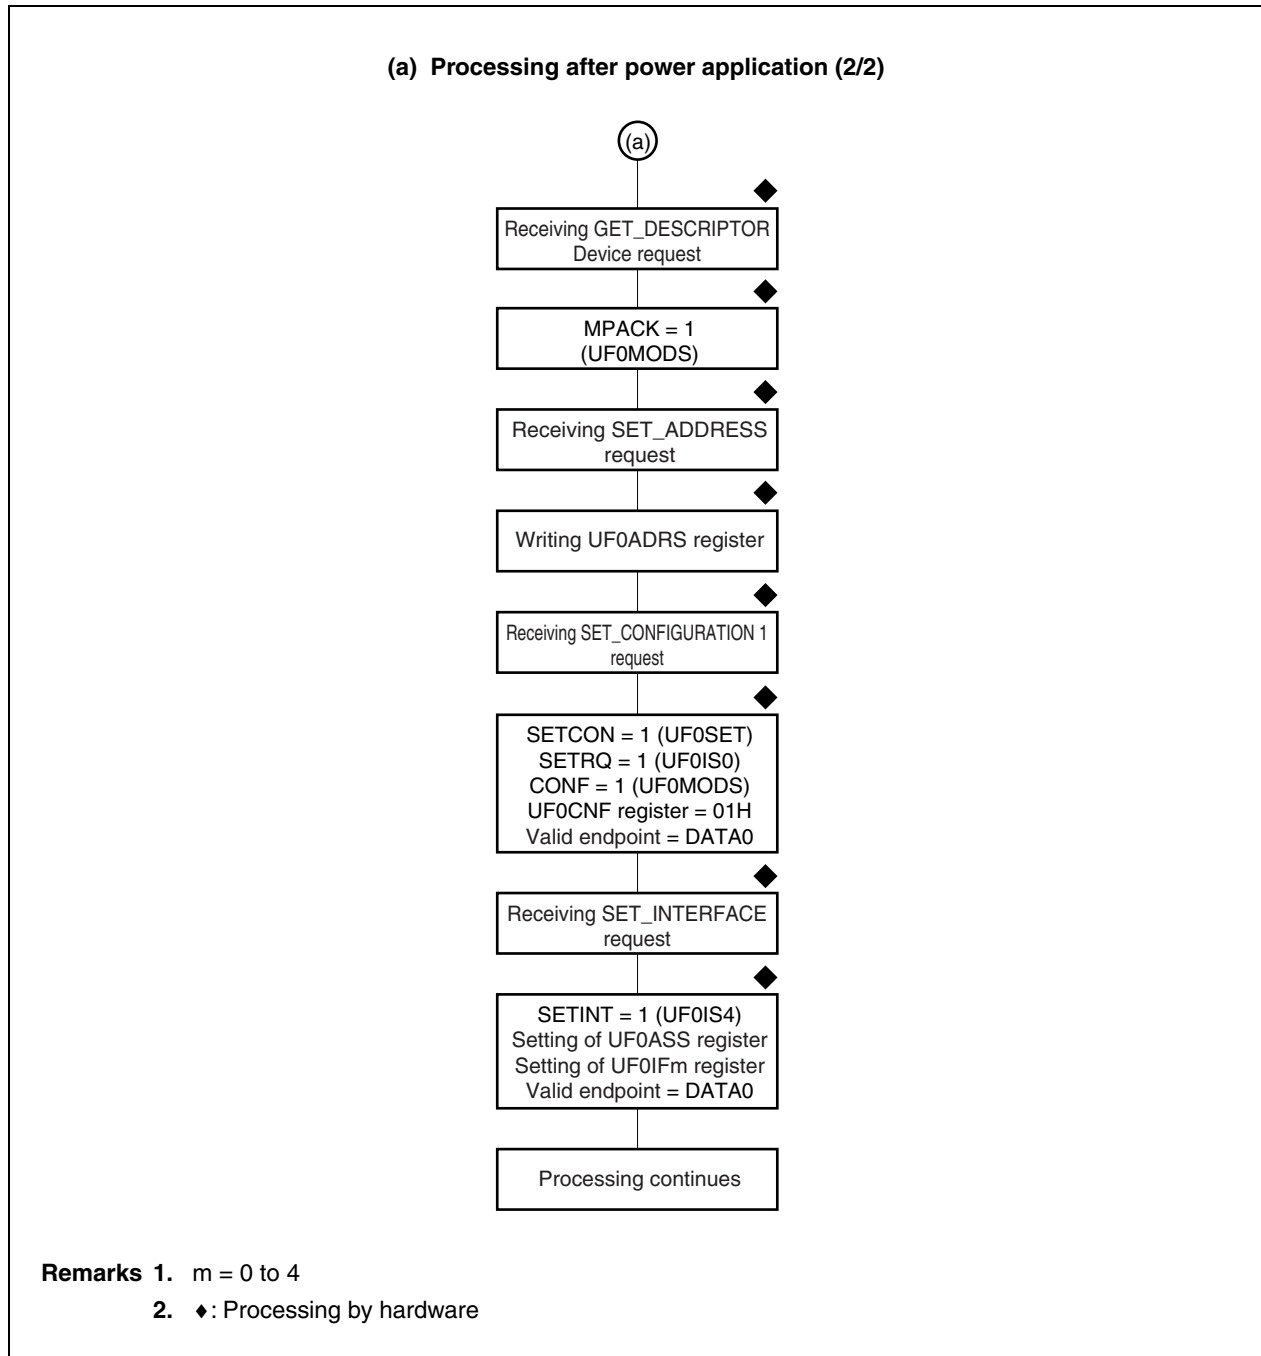 (a) Processing after power application (2/2)
(a)
Receiving GET_DESCRIPTOR
Device request
MPACK = 1
(UF0MODS)
Receiving SET_ADDRESS
request
Writing UF0ADRS register
Receiving SET_CONFIGURATION 1
request
SETCON = 1 (UF0SET)
SETRQ = 1 (UF0IS0)
CONF = 1 (UF0MODS)
UF0CNF register = 01H
Valid endpoint = DATA0
Receiving SET_INTERFACE
request
SETINT = 1 (UF0IS4)
Setting of UF0ASS register
Setting of UF0IFm register
Valid endpoint = DATA0
Processing continues
Remarks 1. m = 0 to 4
2. ♦: Processing by hardware